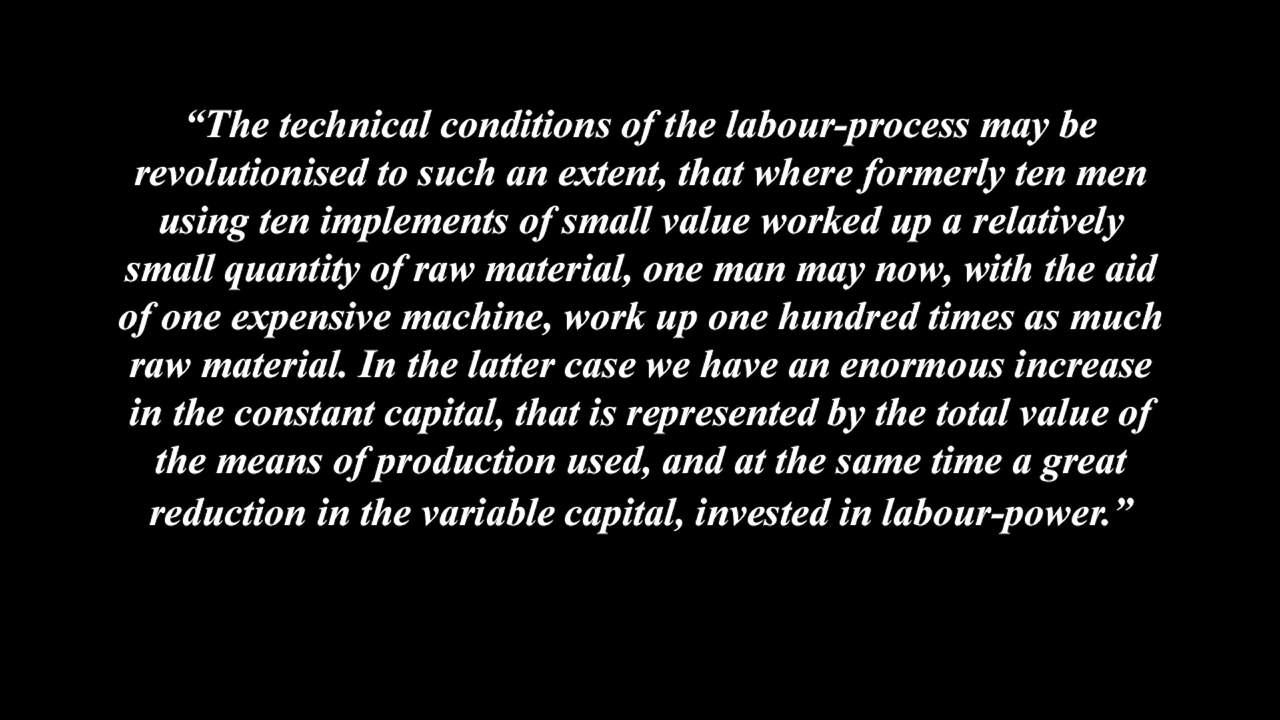 “The technical conditions of the labour-process may be
revolutionised to such an extent, that where formerly ten men
using ten implements of small value worked up a relatively
small quantity of raw material, one man may now, with the aid
of one expensive machine, work up one hundred times as much
raw material. In the latter case we have an enormous increase
in the constant capital, that is represented by the total value of
the means of production used, and at the same time a great
reduction in the variable capital, invested in labour-power.”